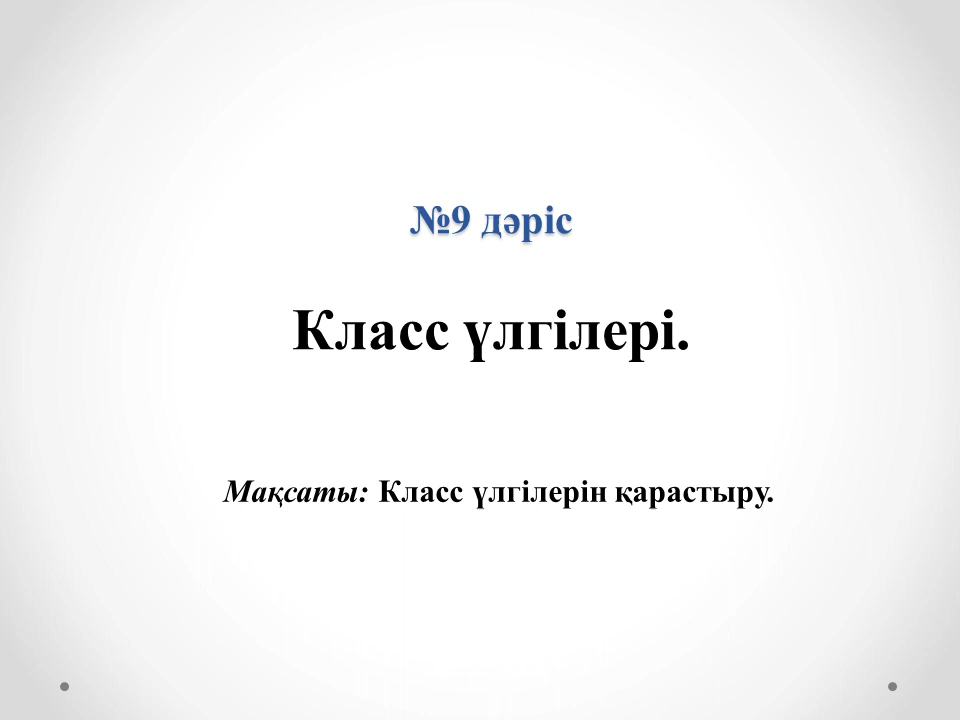 №9 дәріс
Класс үлгілері.
Мақсаты: Класс үлгілерін қарастыру.